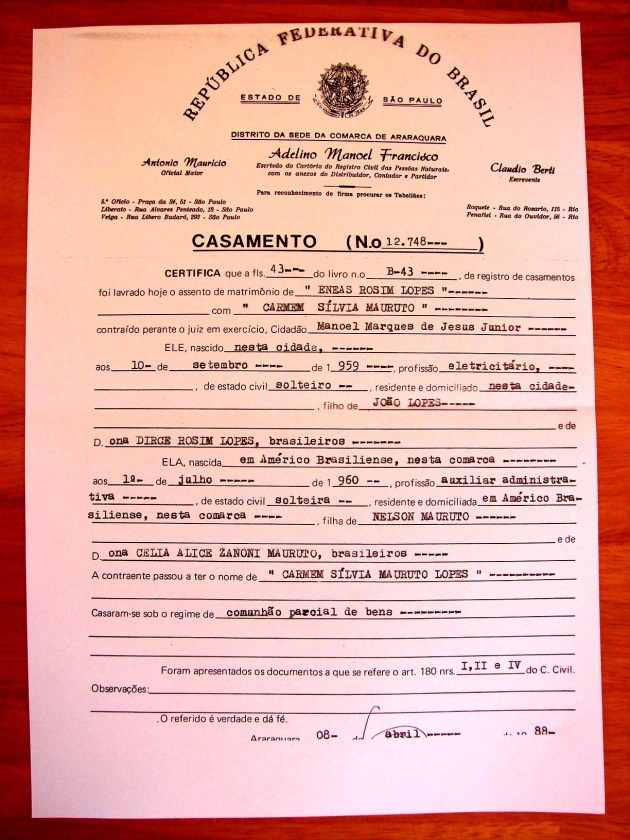 REPÚBLICA FEDERATIVA DO BRASIL
ESTADO DE SÃO PAULO
DISTRITO DA SEDE DA COMARCA DE ARARAQUARA
Antonio Mauricio
Oficial Maior
Adelino Manoel Francisco
Escrivão do Cartório do Registro Civil das Pessoas Naturais,
com os anexos do Distribuidor, Contador e Partidor
Claudio Berti
Escrevente
Para reconhecimento de firma procurar os Tabeliães:
5.º Ofício - Praça da Sé, 51 - São Paulo
Liberato - Rua Alvares Penteado, 18 - São Paulo
Veiga - Rua Libero Badaró, 293 - São Paulo
Roquete - Rua do Rosario, 115 - Rio
Penafiel - Rua do Ouvidor, 56 - Rio
CASAMENTO (N.o 12.748--- )
CERTIFICA que a fls. 43--- do livro n.o B-43 ----, de registro de casamentos
foi lavrado hoje o assento de matrimônio de " ENEAS ROSIM LOPES "------
com " CARMEM SÍLVIA MAURUTO "--------
contraído perante o juiz em exercício, Cidadão Manoel Marques de Jesus Junior ------
ELE, nascido nesta cidade, -----
aos 10- de setembro ---- de 1 959 ----, profissão eletricitário, ----
, de estado civil solteiro --, residente e domiciliado nesta cidade-
, filho de JOÃO LOPES-----
e de
D. ona DIRCE ROSIM LOPES, brasileiros -------
ELA, nascida em Américo Brasiliense, nesta comarca --------
aos 1º- de julho ----- de 1 960 --, profissão auxiliar administra-
tiva -----, de estado civil solteira --, residente e domiciliada em Américo Bra-
siliense, nesta comarca ----, filha de NELSON MAURUTO ------
e de
D. ona CELIA ALICE ZANONI MAURUTO, brasileiros -----
A contraente passou a ter o nome de " CARMEM SÍLVIA MAURUTO LOPES "----------
Casaram-se sob o regime de comunhão parcial de bens ---------
Foram apresentados os documentos a que se refere o art. 180 nrs. I,II e IV do C. Civil.
Observações:
.O referido é verdade e dá fé.
Araraquara 08- de abril----- de 19 88-